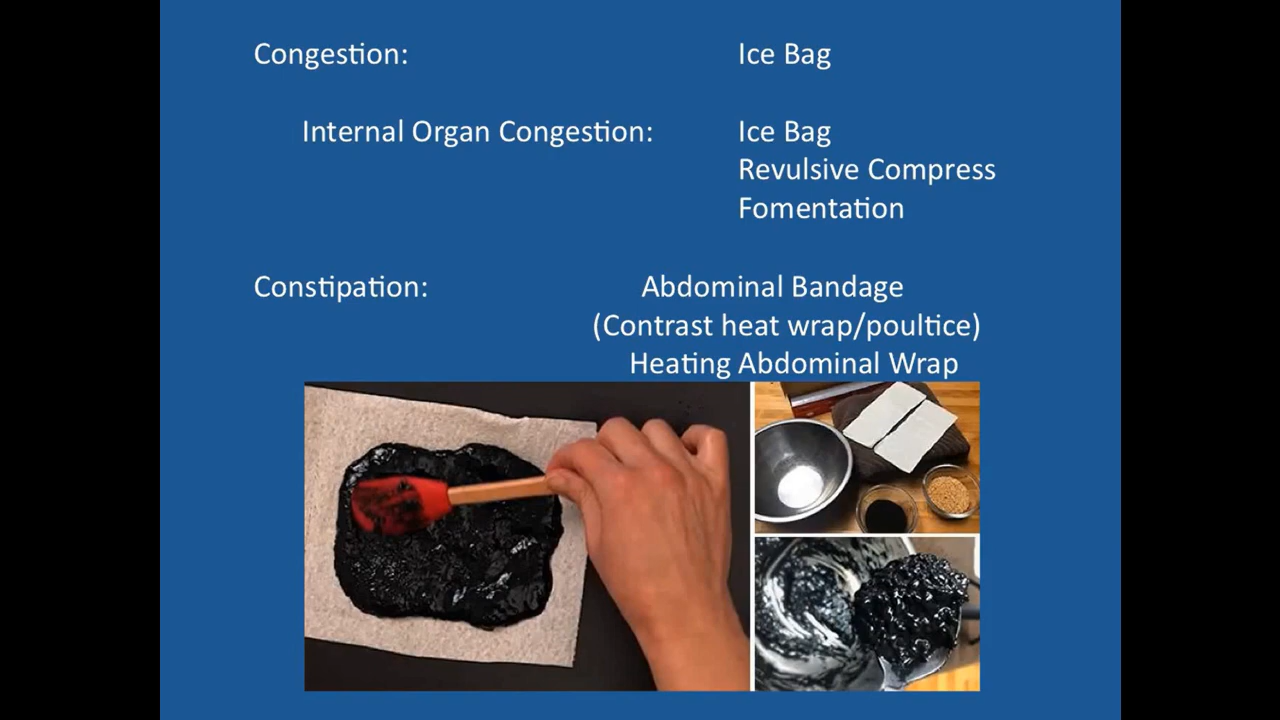 Congestion: Ice Bag
Internal Organ Congestion: Ice Bag
Revulsive Compress
Fomentation
Constipation: Abdominal Bandage
(Contrast heat wrap/poultice)
Heating Abdominal Wrap